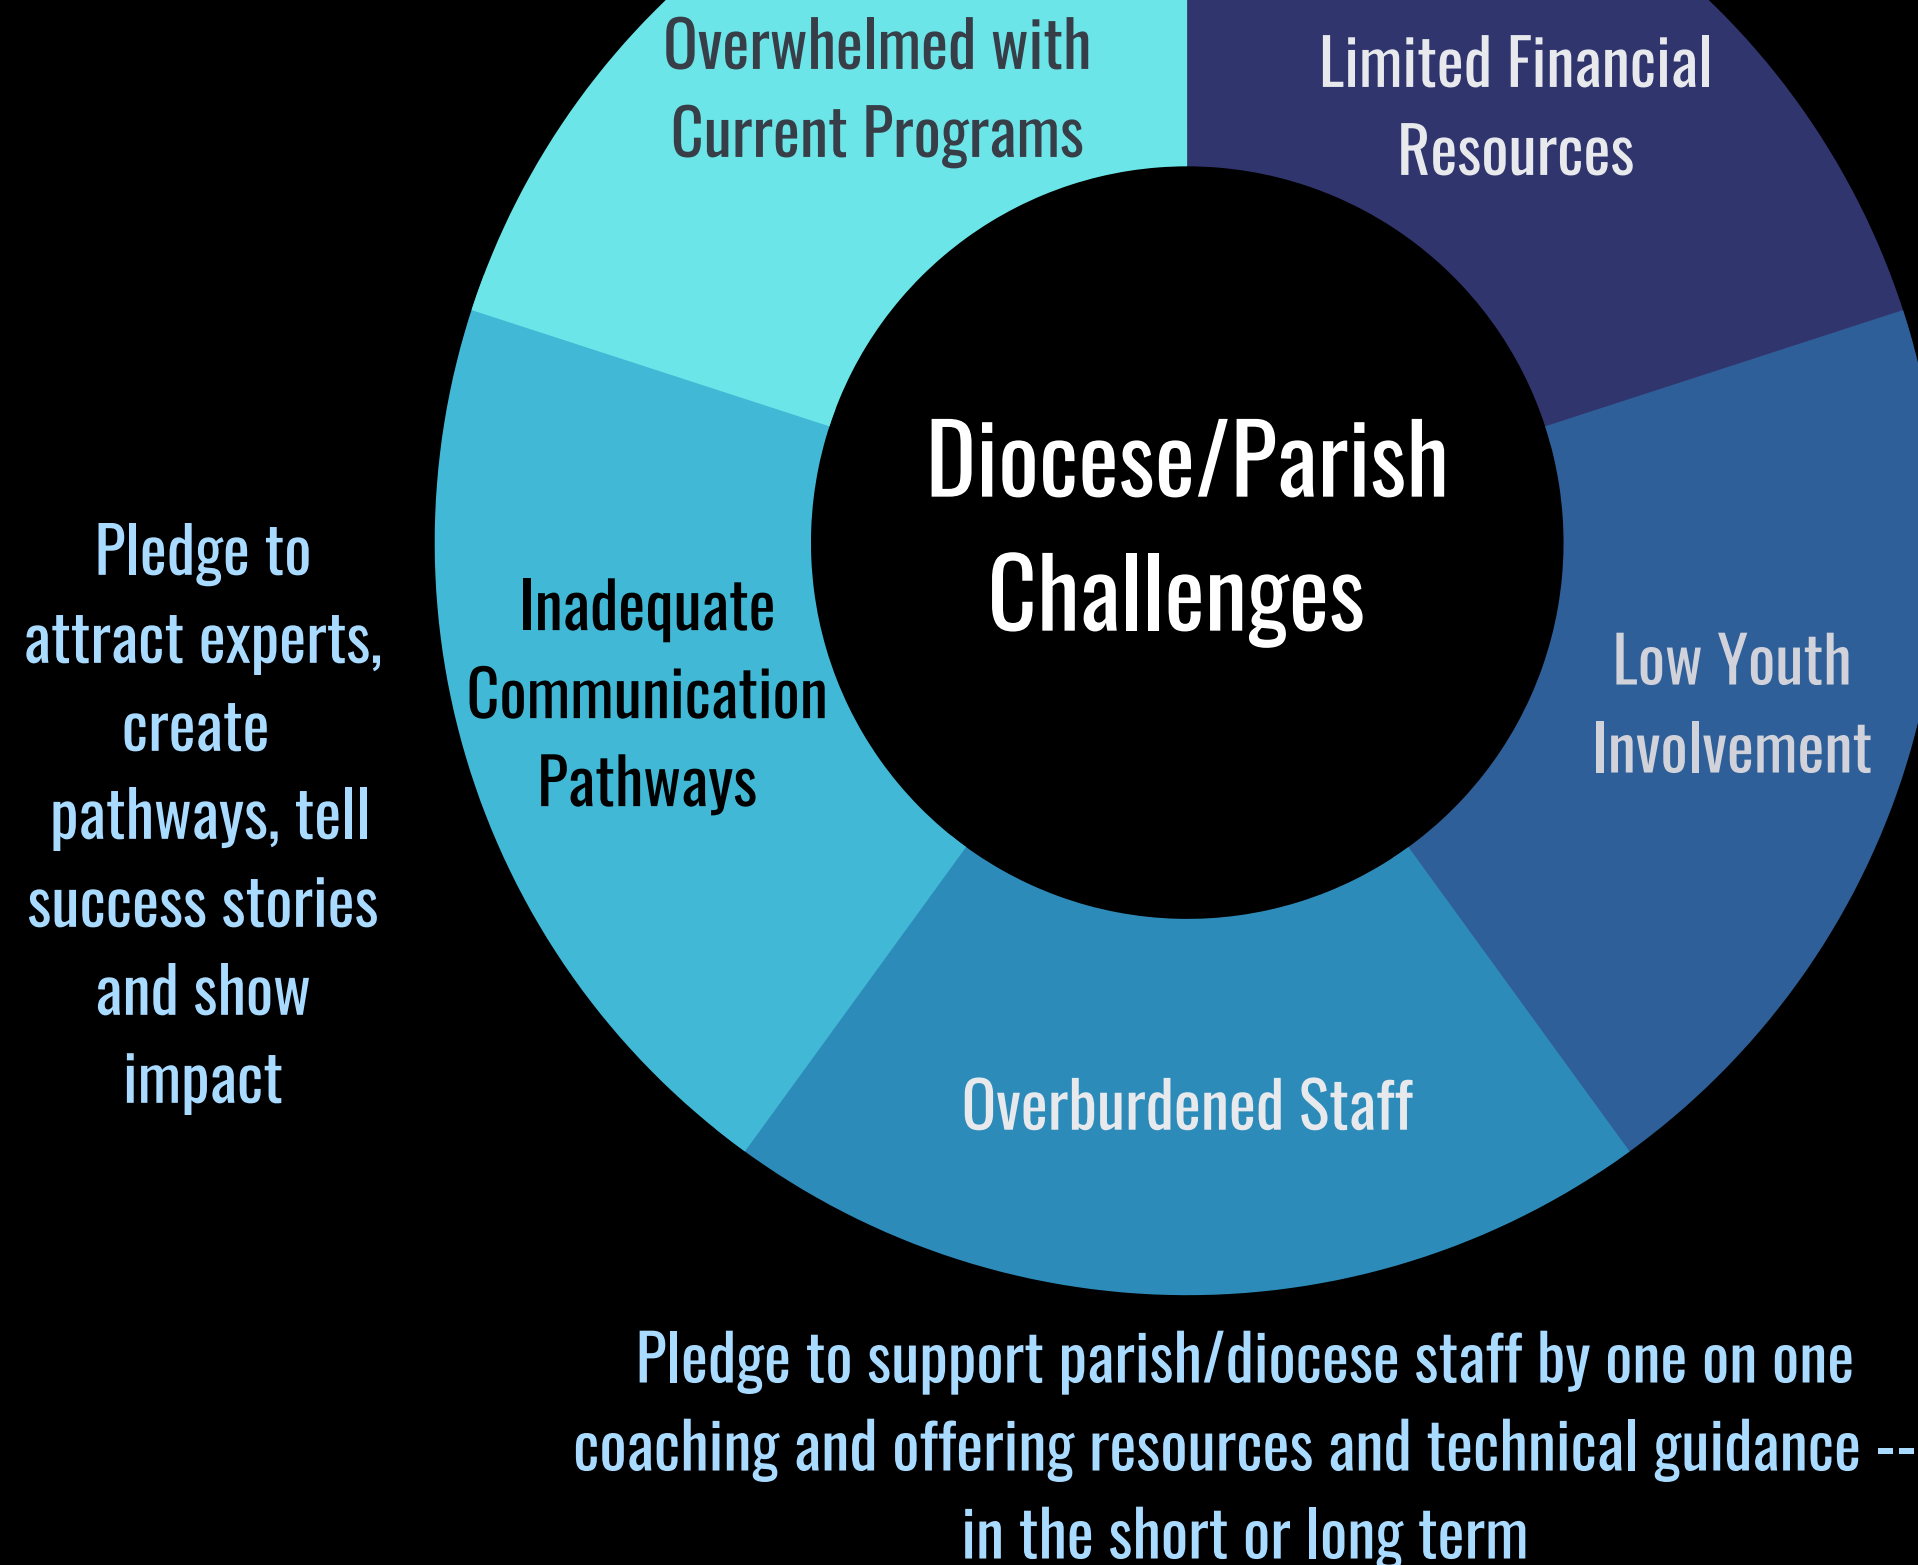 Overwhelmed with
Current Programs
Limited Financial
Resources
Diocese/Parish
Challenges
Pledge to
attract experts,
create
pathways, tell
success stories
and show
impact
Inadequate
Communication
Pathways
Low Youth
Involvement
Overburdened Staff
Pledge to support parish/diocese staff by one on one
coaching and offering resources and technical guidance --
in the short or long term